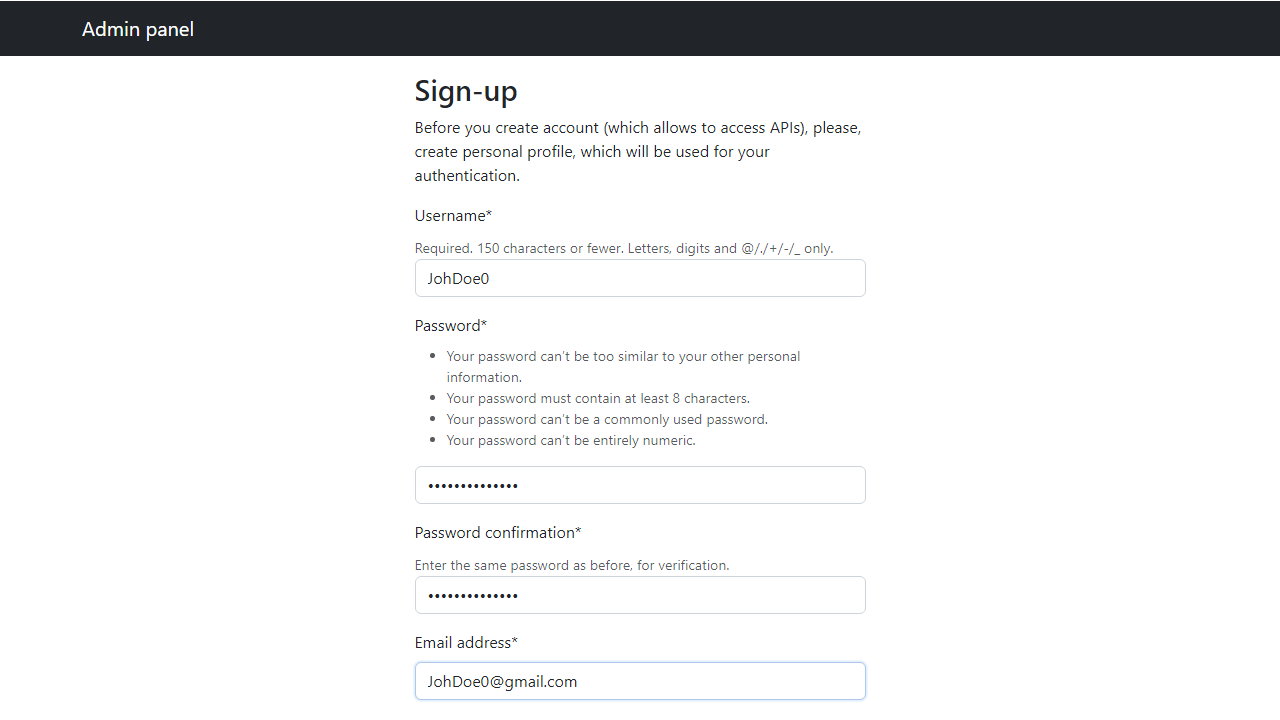 Admin panel
Sign-up
Before you create account (which allows to access APIs), please,
create personal profile, which will be used for your
authentication.
Username*
Required. 150 characters or fewer. Letters, digits and @/./+/-/_ only.
JohDoe0
Password*
• Your password can't be too similar to your other personal
information.
• Your password must contain at least 8 characters.
• Your password can't be a commonly used password.
• Your password can't be entirely numeric.
••••••••••••••
Password confirmation*
Enter the same password as before, for verification.
••••••••••••••
Email address*
JohDoe0@gmail.com